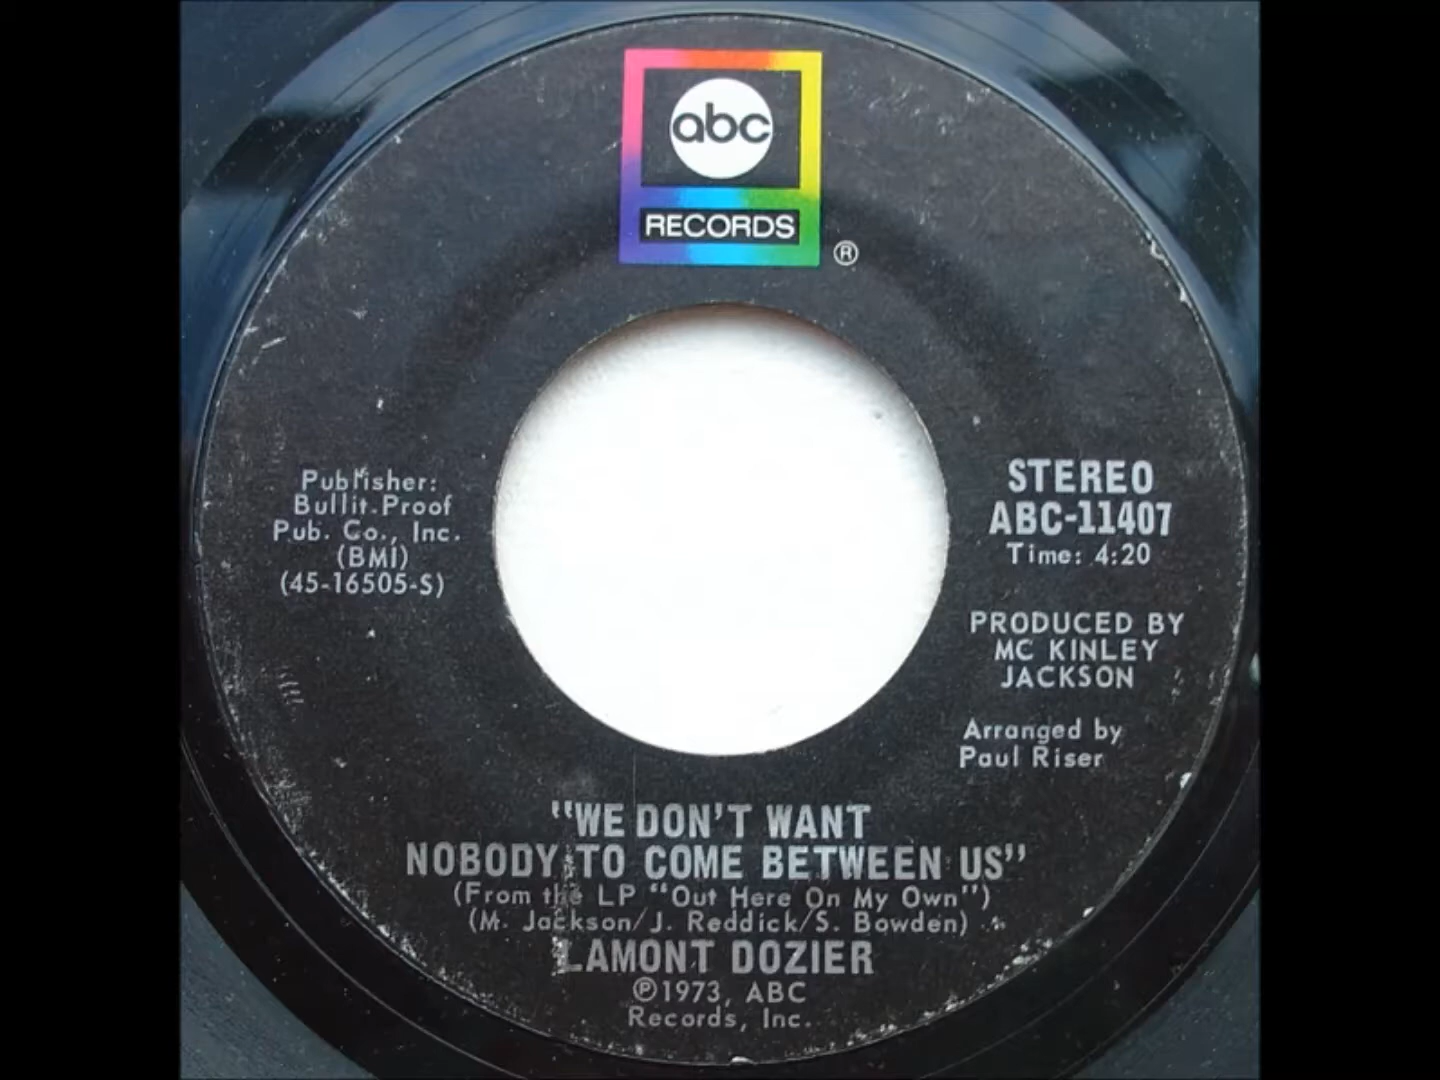 abc
RECORDS
®
Publisher:
Bullit-Proof
Pub. Co., Inc.
(BMI)
(45-16505-S)
STEREO
ABC-11407
Time: 4:20
PRODUCED BY
MC KINLEY
JACKSON
Arranged by
Paul Riser
"WE DON'T WANT
NOBODY TO COME BETWEEN US"
(From the LP "Out Here On My Own")
(M. Jackson/J. Reddick/S. Bowden)
LAMONT DOZIER
℗1973, ABC
Records, Inc.